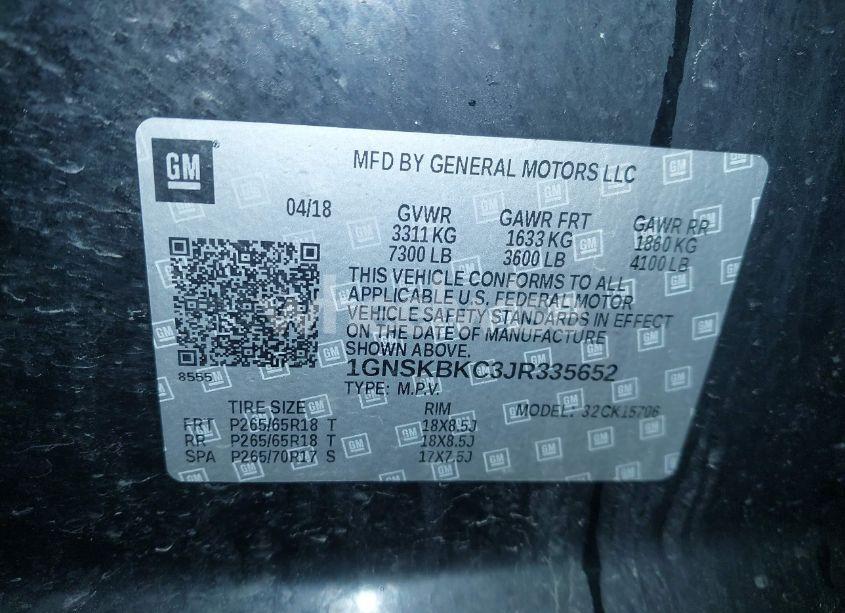 GM
MFD BY GENERAL MOTORS LLC
04/18 GVWR GAWR FRT GAWR RR
3311 KG 1633 KG 1860 KG
7300 LB 3600 LB 4100 LB
THIS VEHICLE CONFORMS TO ALL
APPLICABLE U.S. FEDERAL MOTOR
VEHICLE SAFETY STANDARDS IN EFFECT
ON THE DATE OF MANUFACTURE
SHOWN ABOVE.
8555
1GNSKBKC3JR335652
TYPE: M.P.V.
TIRE SIZE RIM MODEL: 32CK15706
FRT P265/65R18 T 18X8.5J
RR P265/65R18 T 18X8.5J
SPA P265/70R17 S 17X7.5J